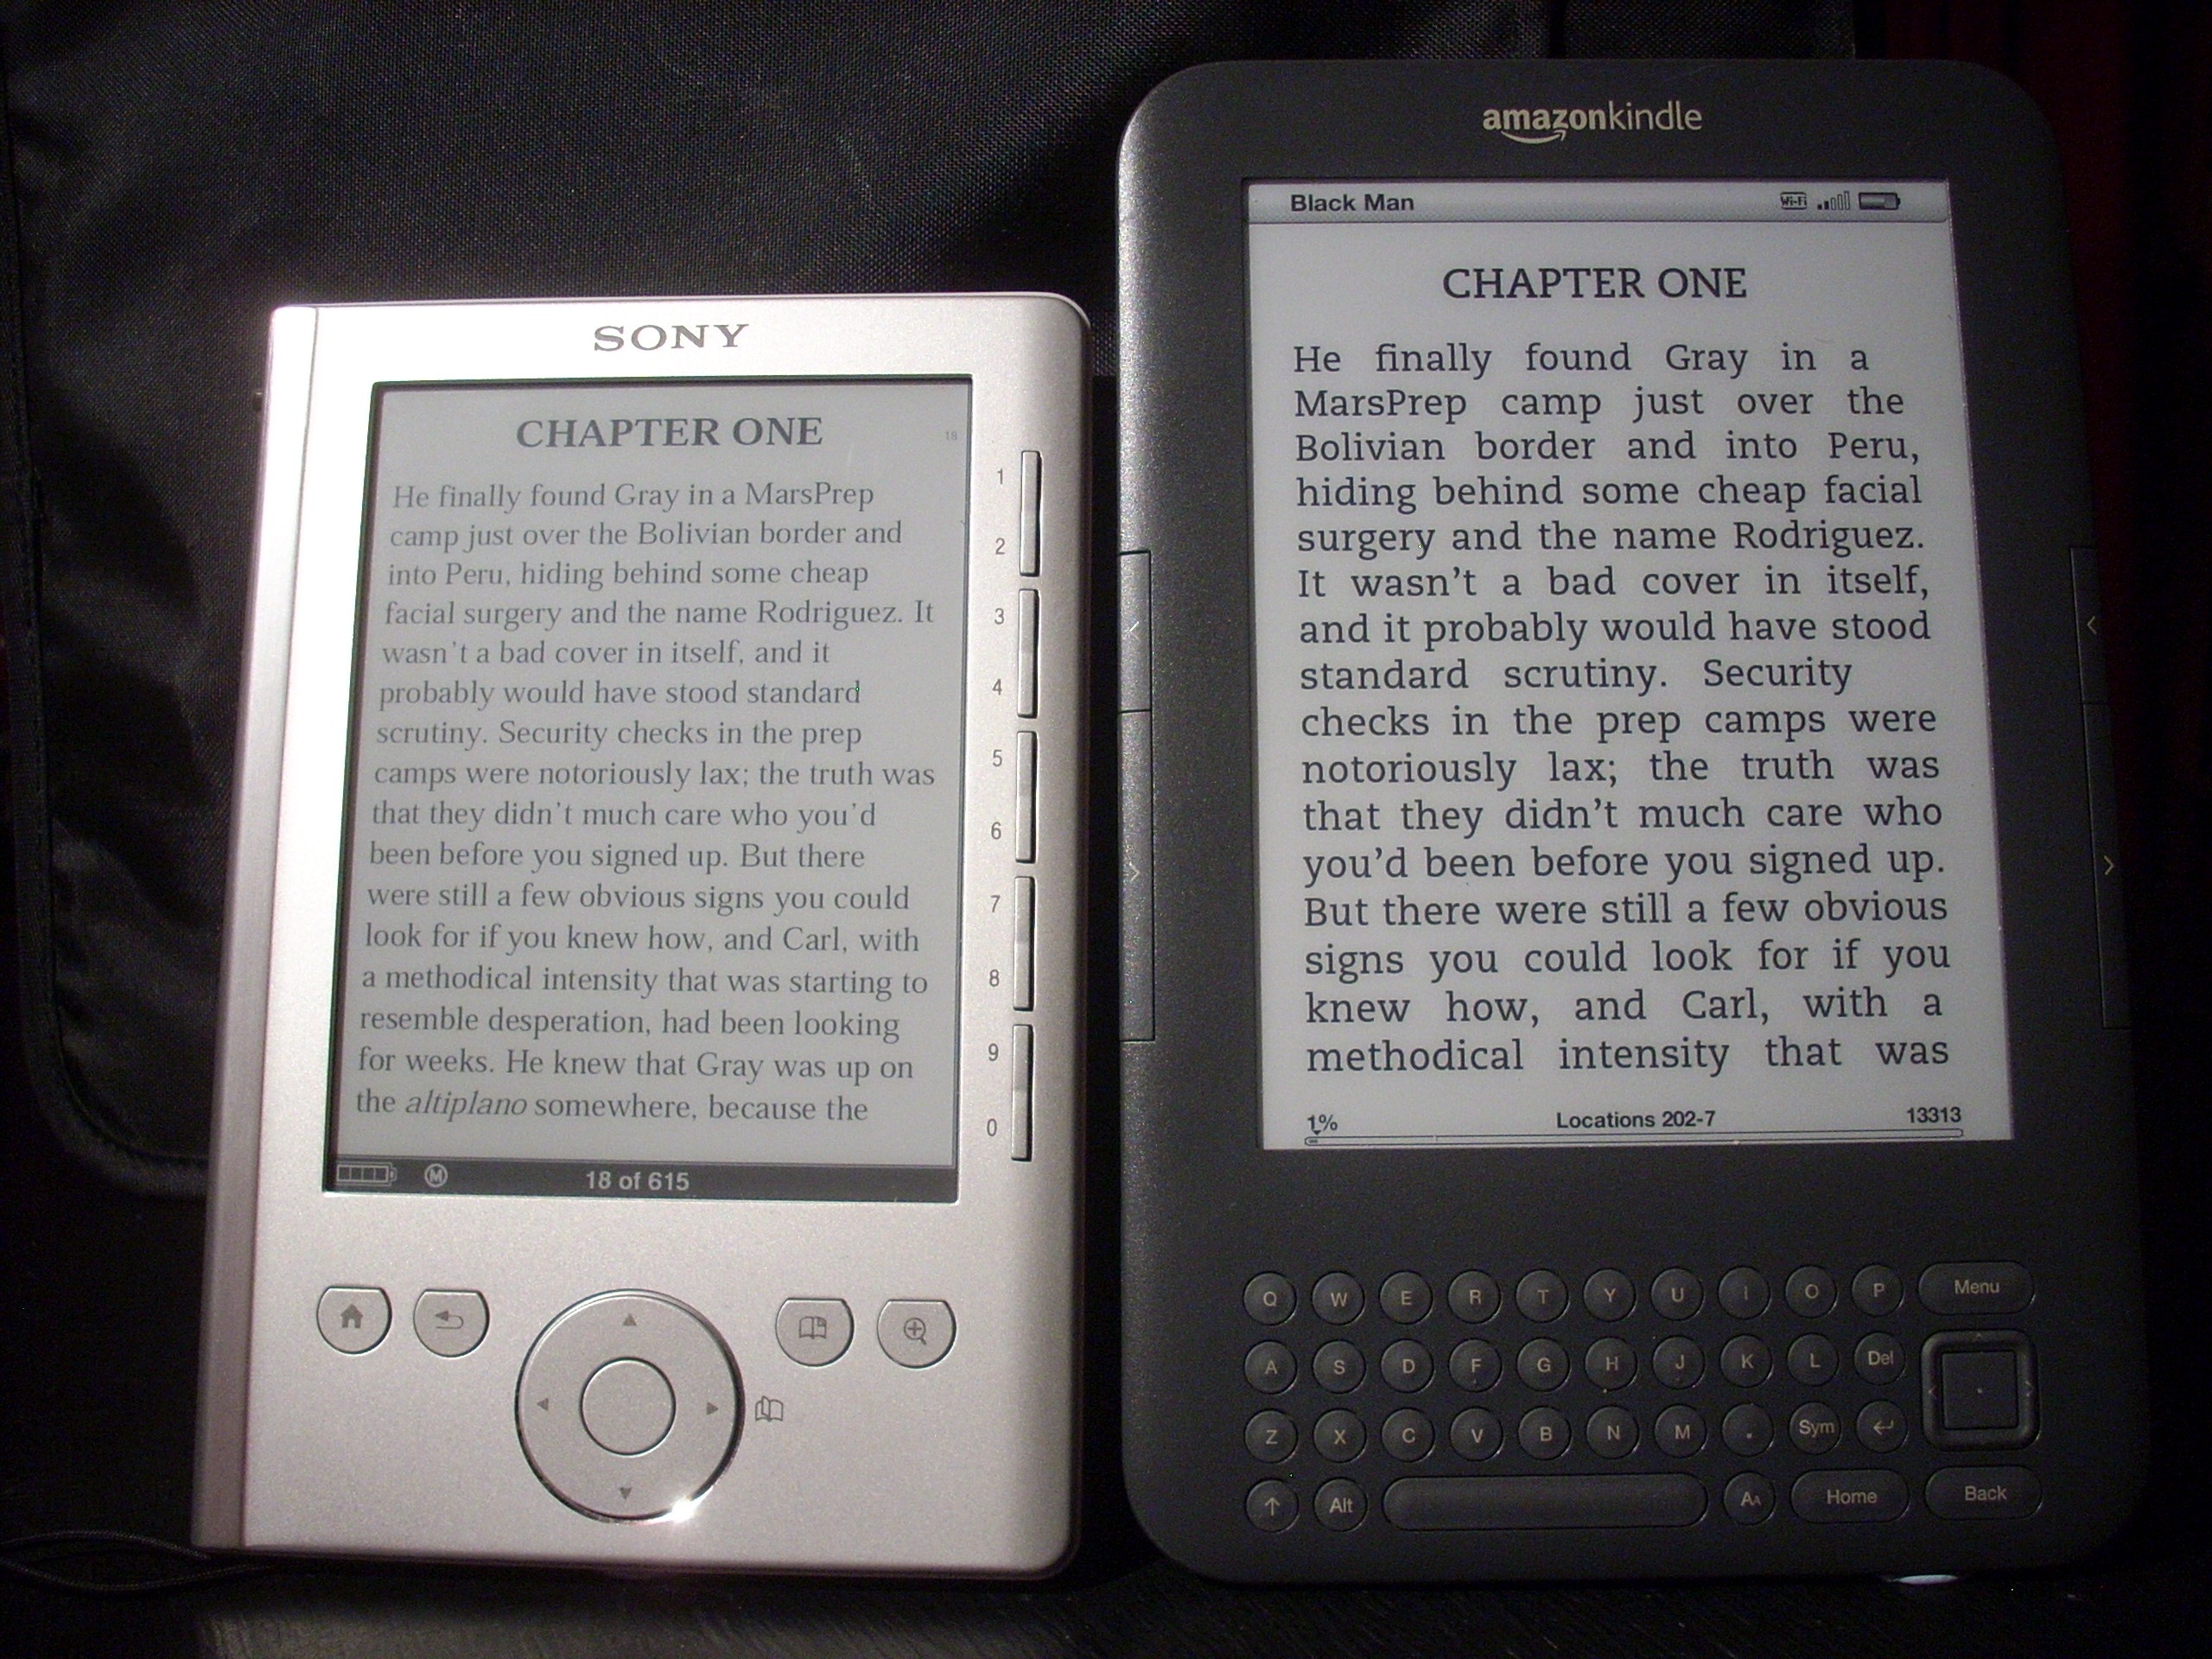 SONY
CHAPTER ONE
18
He finally found Gray in a MarsPrep
camp just over the Bolivian border and
into Peru, hiding behind some cheap
facial surgery and the name Rodriguez. It
wasn't a bad cover in itself, and it
probably would have stood standard
scrutiny. Security checks in the prep
camps were notoriously lax; the truth was
that they didn't much care who you'd
been before you signed up. But there
were still a few obvious signs you could
look for if you knew how, and Carl, with
a methodical intensity that was starting to
resemble desperation, had been looking
for weeks. He knew that Gray was up on
the altiplano somewhere, because the
M
18 of 615
1
2
3
4
5
6
7
8
9
0
amazonkindle
Black Man
Wi-Fi
CHAPTER ONE
He finally found Gray in a
MarsPrep camp just over the
Bolivian border and into Peru,
hiding behind some cheap facial
surgery and the name Rodriguez.
It wasn't a bad cover in itself,
and it probably would have stood
standard scrutiny. Security
checks in the prep camps were
notoriously lax; the truth was
that they didn't much care who
you'd been before you signed up.
But there were still a few obvious
signs you could look for if you
knew how, and Carl, with a
methodical intensity that was
1% Locations 202-7 13313
Q W E R T Y U I O P Menu
A S D F G H J K L Del
Z X C V B N M . Sym
Alt AA Home Back